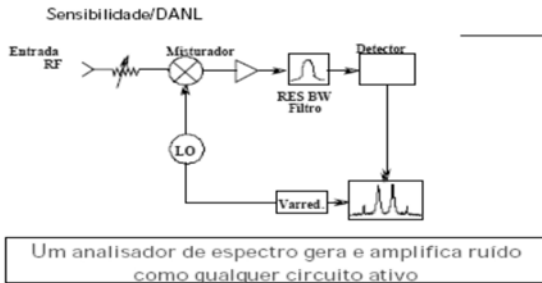 Sensibilidade/DANL
Entrada
RF
Misturador
Detector
RES BW
Filtro
LO
Varred.
Um analisador de espectro gera e amplifica ruído
como qualquer circuito ativo